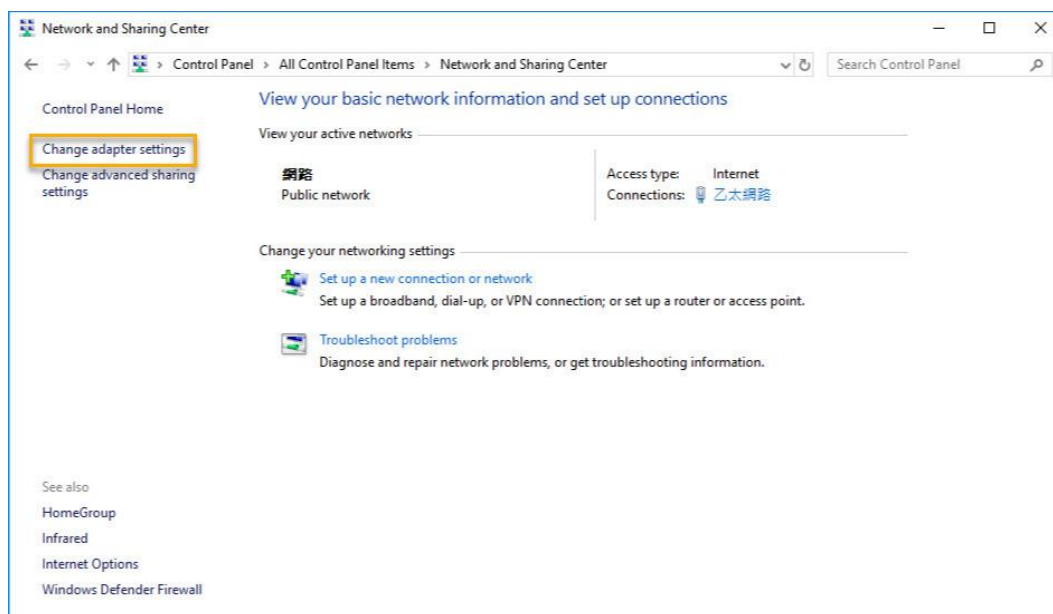 Network and Sharing Center
Control Panel > All Control Panel Items > Network and Sharing Center
Search Control Panel
Control Panel Home
Change adapter settings
Change advanced sharing
settings
View your basic network information and set up connections
View your active networks
網路
Public network
Access type: Internet
Connections: 乙太網路
Change your networking settings
Set up a new connection or network
Set up a broadband, dial-up, or VPN connection; or set up a router or access point.
Troubleshoot problems
Diagnose and repair network problems, or get troubleshooting information.
See also
HomeGroup
Infrared
Internet Options
Windows Defender Firewall